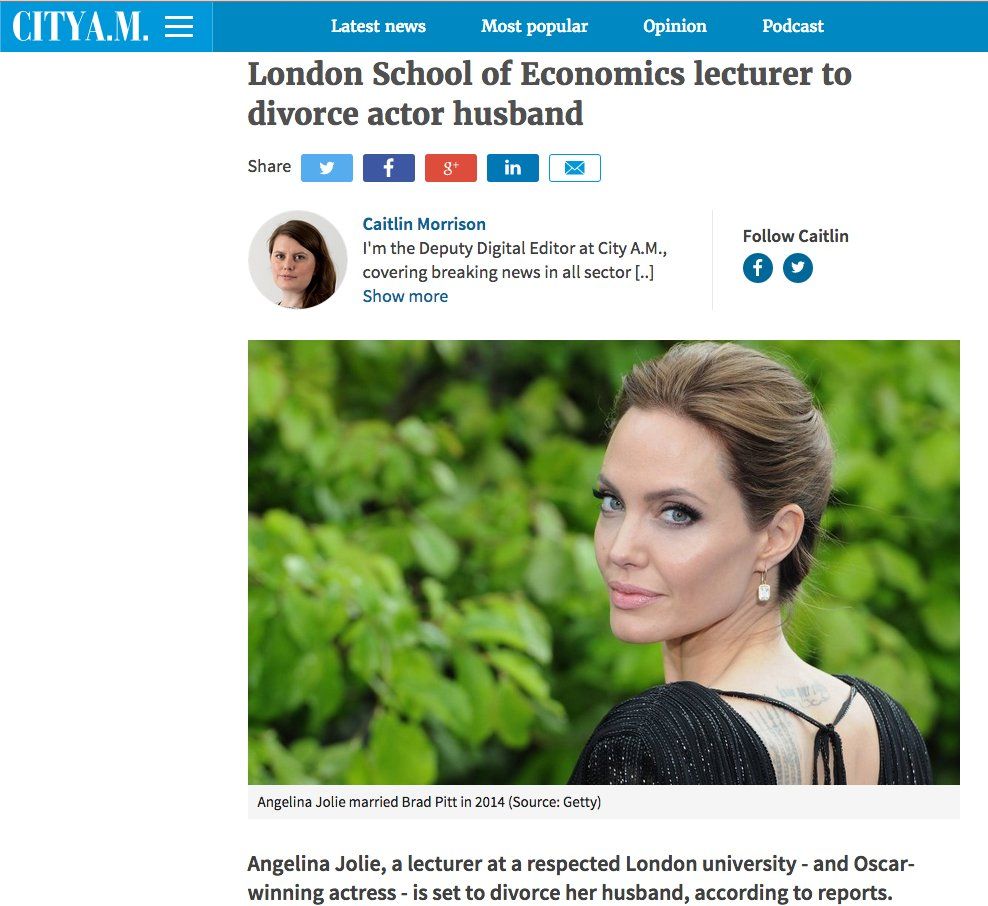 CITY A.M.
Latest news Most popular Opinion Podcast
London School of Economics lecturer to
divorce actor husband
Share
g+
in
Caitlin Morrison
I'm the Deputy Digital Editor at City A.M.,
covering breaking news in all sector [..]
Show more
Follow Caitlin
Angelina Jolie married Brad Pitt in 2014 (Source: Getty)
Angelina Jolie, a lecturer at a respected London university - and Oscar-
winning actress - is set to divorce her husband, according to reports.